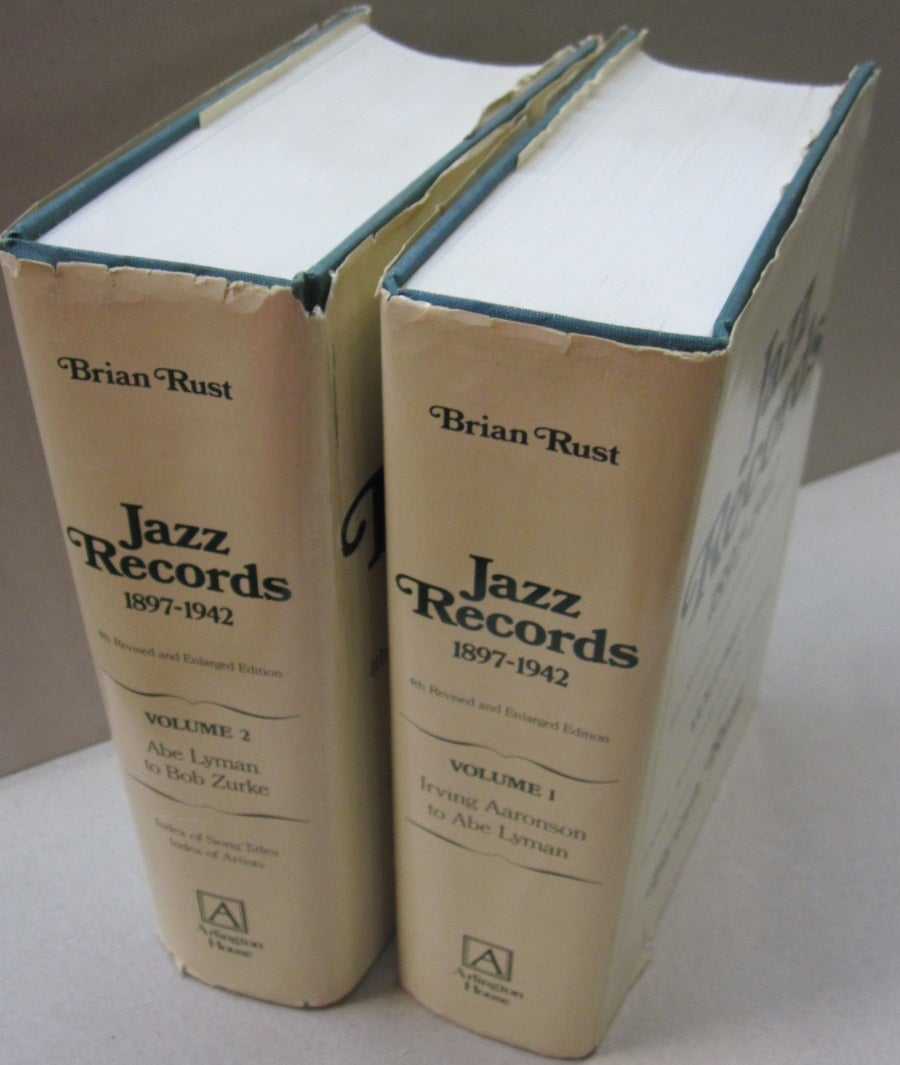 Brian Rust
Jazz
Records
1897-1942
4th Revised and Enlarged Edition
VOLUME 2
Abe Lyman
to Bob Zurke
Index of Song Titles
Index of Artists
A
Arlington
House
Brian Rust
Jazz
Records
1897-1942
4th Revised and Enlarged Edition
VOLUME 1
Irving Aaronson
to Abe Lyman
A
Arlington
House
Jazz
Records